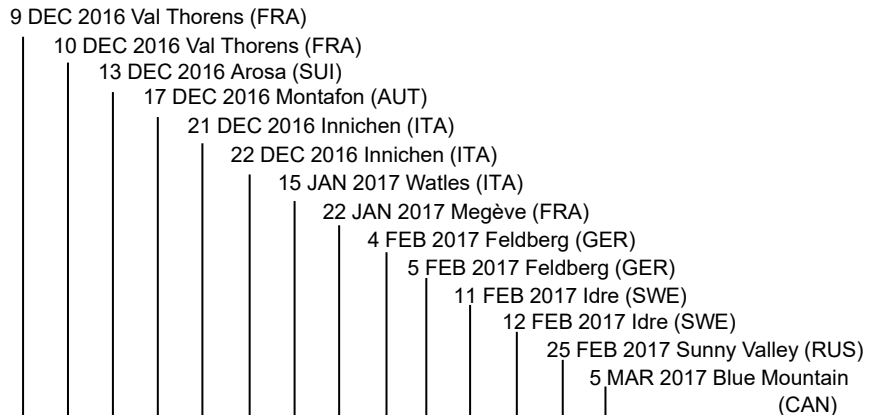 9 DEC 2016 Val Thorens (FRA)
10 DEC 2016 Val Thorens (FRA)
13 DEC 2016 Arosa (SUI)
17 DEC 2016 Montafon (AUT)
21 DEC 2016 Innichen (ITA)
22 DEC 2016 Innichen (ITA)
15 JAN 2017 Watles (ITA)
22 JAN 2017 Megève (FRA)
4 FEB 2017 Feldberg (GER)
5 FEB 2017 Feldberg (GER)
11 FEB 2017 Idre (SWE)
12 FEB 2017 Idre (SWE)
25 FEB 2017 Sunny Valley (RUS)
5 MAR 2017 Blue Mountain
(CAN)